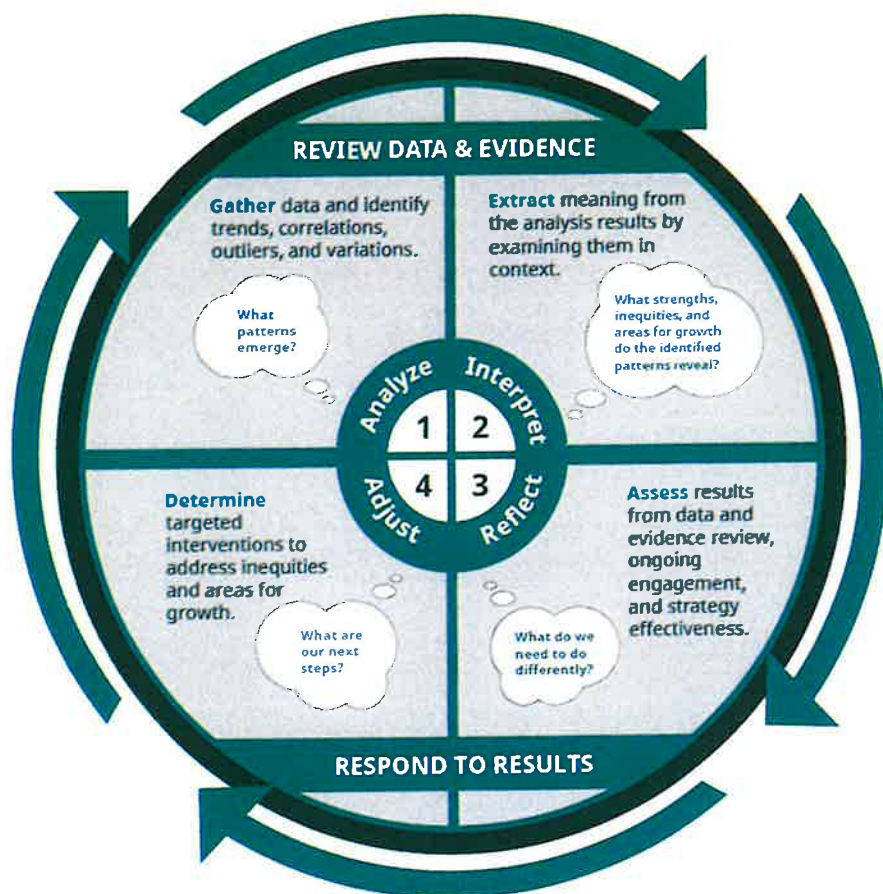 REVIEW DATA & EVIDENCE
Gather data and identify
trends, correlations,
outliers, and variations.
What
patterns
emerge?
Extract meaning from
the analysis results by
examining them in
context.
What strengths,
inequities, and
areas for growth
do the identified
patterns reveal?
Analyze
Interpret
1 2
4 3
Adjust
Reflect
Determine
targeted
interventions to
address inequities
and areas for
growth.
What are
our next
steps?
Assess results
from data and
evidence review,
ongoing
engagement,
and strategy
effectiveness.
What do we
need to do
differently?
RESPOND TO RESULTS